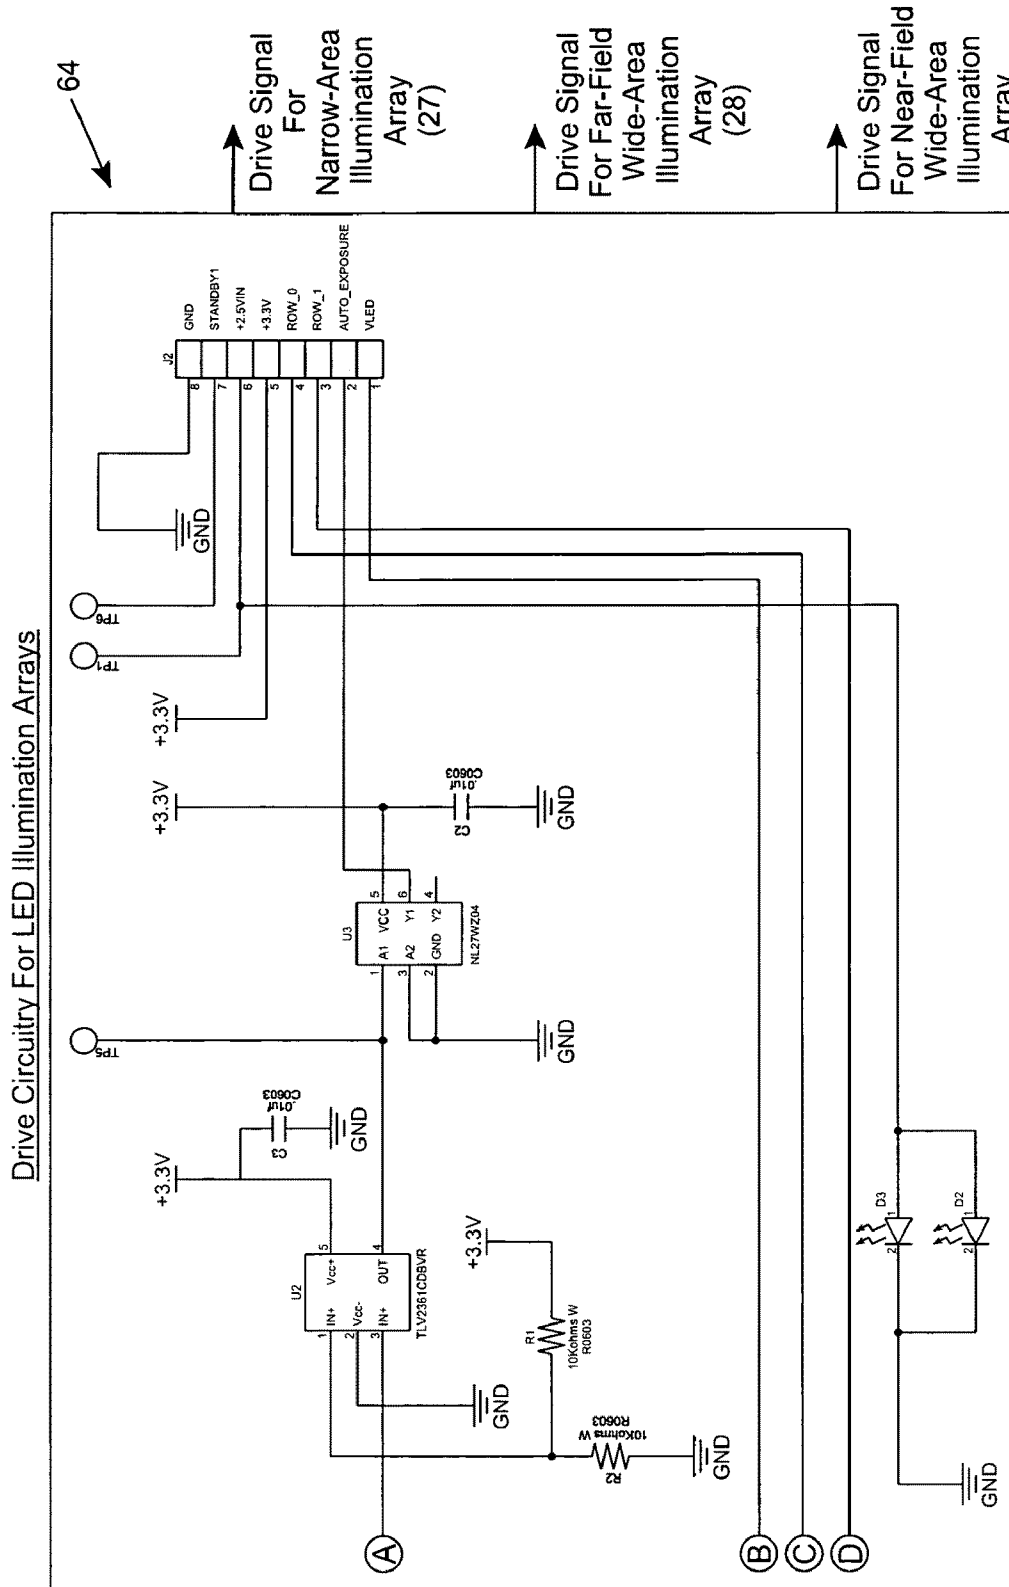 Drive Circuitry For LED Illumination Arrays
64
Drive Signal
For
Narrow-Area
Illumination
Array
(27)
Drive Signal
For Far-Field
Wide-Area
Illumination
Array
(28)
Drive Signal
For Near-Field
Wide-Area
Illumination
Array
J2
8 GND
7 STANDBY1
6 +2.5VIN
5 +3.3V
4 ROW_0
3 ROW_1
2 AUTO_EXPOSURE
1 VLED
GND
TP6
TP1
+3.3V
+3.3V
C2
.01uf
C0603
GND
U3
1 A1 VCC 5
3 A2 Y1 6
2 GND Y2 4
NL27WZ04
GND
TP5
+3.3V
C3
.01uf
C0603
GND
U2
1 IN+ Vcc+ 5
2 Vcc-
3 IN+ OUT 4
TLV2361CDBVR
GND
+3.3V
R1
10Kohms W
R0603
R2
10Kohms W
R0603
GND
A
B
C
D
D3
2 1
D2
2 1
GND